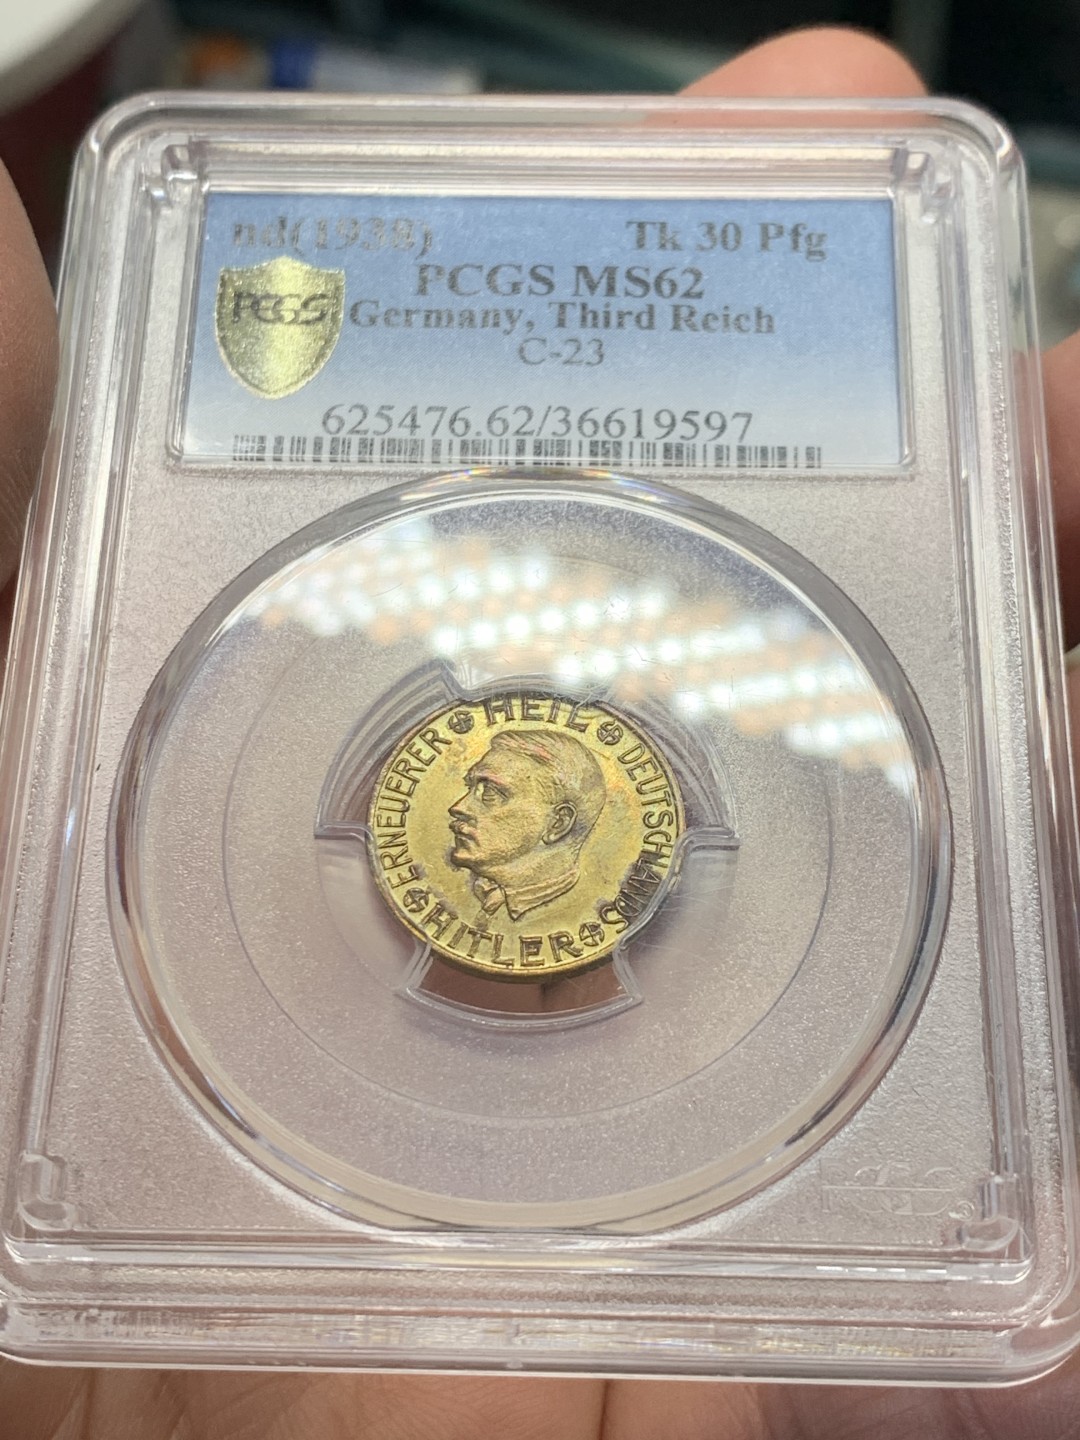 nd(1938) Tk 30 Pfg
PCGS MS62
PCGS
Germany, Third Reich
C-23
625476.62/36619597
HEIL
DEUTSCHLANDS
ERNEUERER
HITLER
PCGS